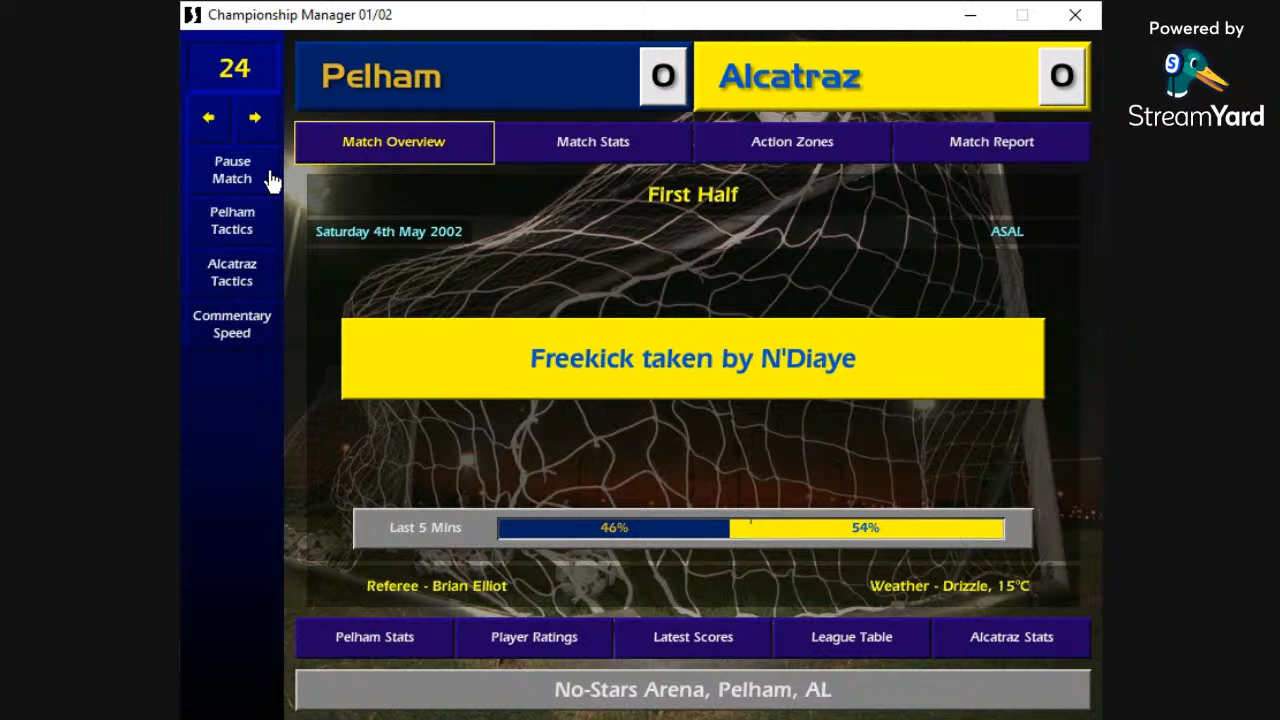 Championship Manager 01/02
Powered by
StreamYard
24
Pelham 0 Alcatraz 0
Match Overview Match Stats Action Zones Match Report
Pause
Match
Pelham
Tactics
Alcatraz
Tactics
Commentary
Speed
First Half
Saturday 4th May 2002 ASAL
Freekick taken by N'Diaye
Last 5 Mins 46% 54%
Referee - Brian Elliot Weather - Drizzle, 15°C
Pelham Stats Player Ratings Latest Scores League Table Alcatraz Stats
No-Stars Arena, Pelham, AL